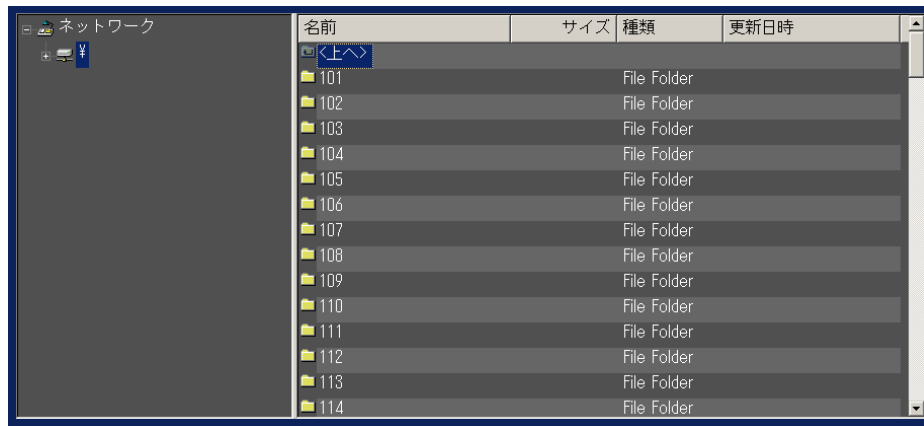 ネットワーク
¥
名前 サイズ 種類 更新日時
<上へ>
101 File Folder
102 File Folder
103 File Folder
104 File Folder
105 File Folder
106 File Folder
107 File Folder
108 File Folder
109 File Folder
110 File Folder
111 File Folder
112 File Folder
113 File Folder
114 File Folder